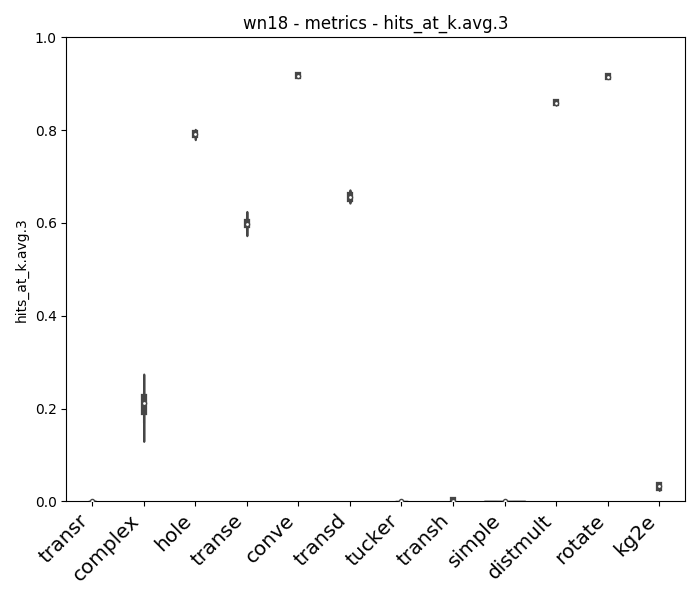 wn18 - metrics - hits_at_k.avg.3
hits_at_k.avg.3
1.0
0.8
0.6
0.4
0.2
0.0
transr
complex
hole
transe
conve
transd
tucker
transh
simple
distmult
rotate
kg2e